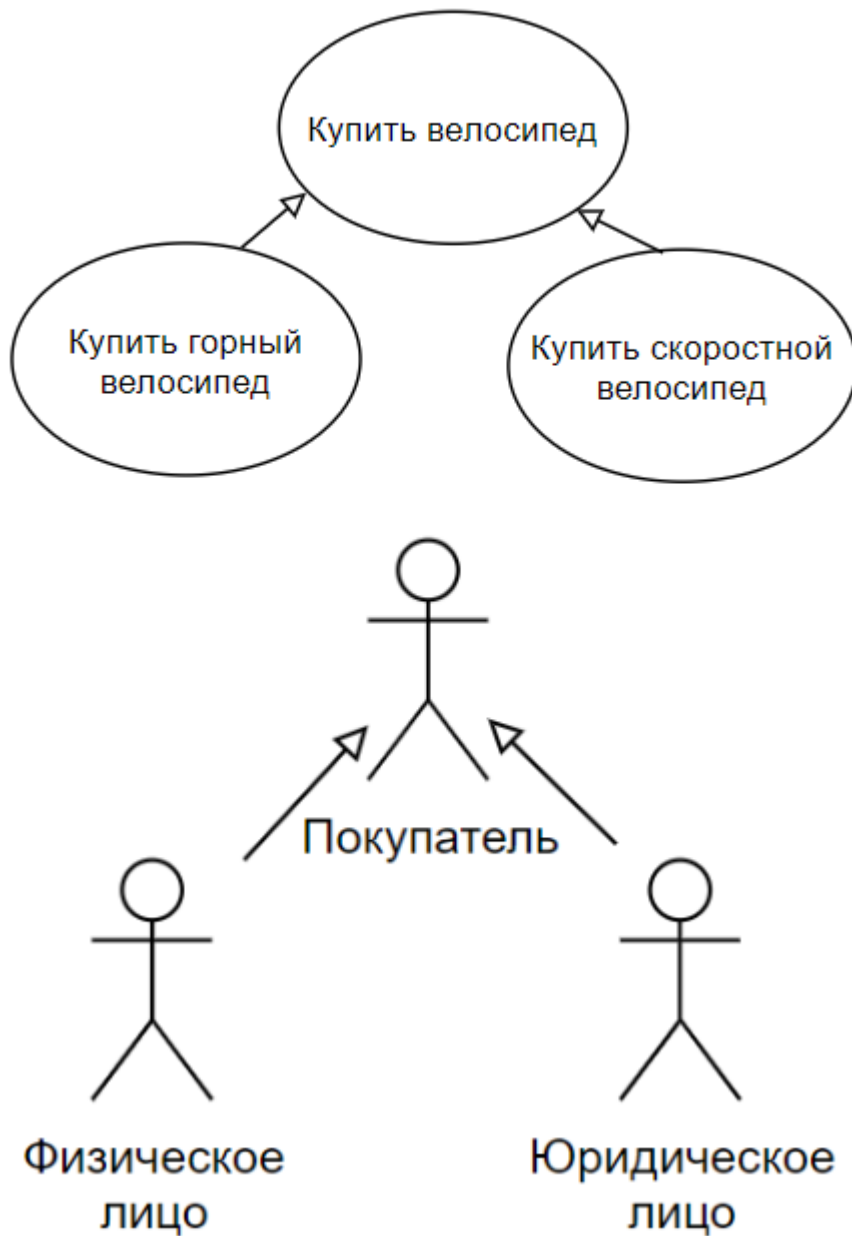 Купить велосипед
Купить горный
велосипед
Купить скоростной
велосипед
Покупатель
Физическое
лицо
Юридическое
лицо